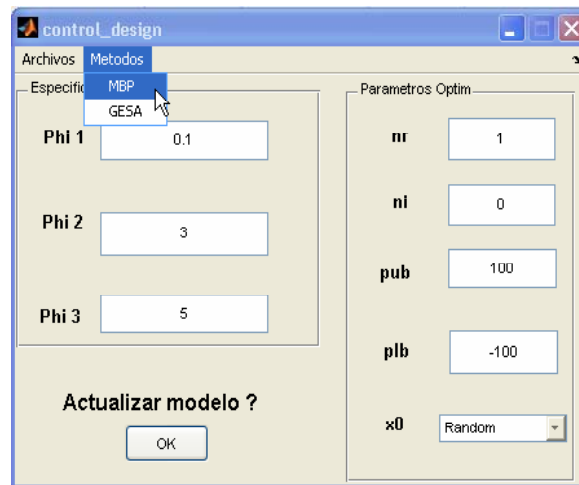 control_design
Archivos Metodos
MBP
GESA
Especific
Phi 1 0.1
Phi 2 3
Phi 3 5
Actualizar modelo ?
OK
Parametros Optim
nr 1
ni 0
pub 100
plb -100
x0 Random